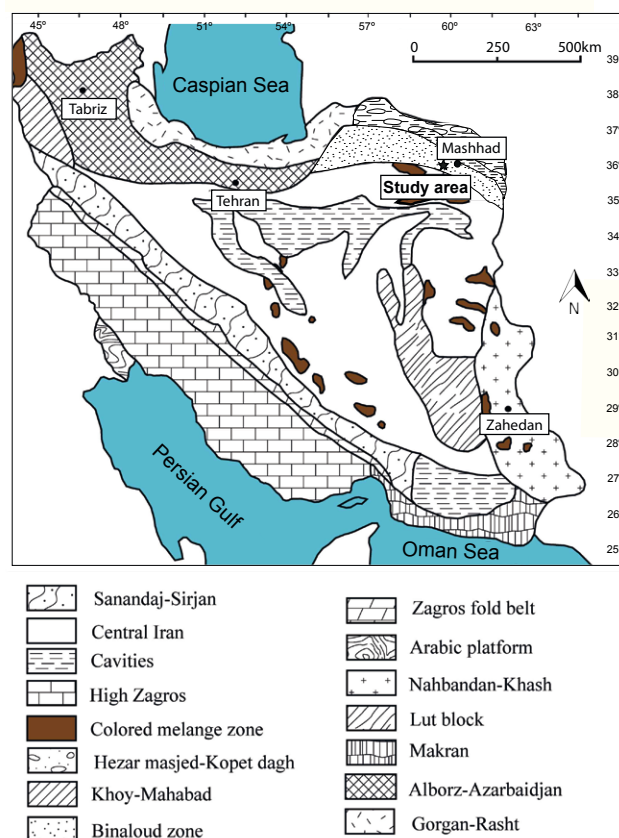 45° 48° 51° 54° 57° 60° 63°
0 250 500km
Caspian Sea
39
38
Tabriz
37
Mashhad
36
Study area
Tehran
35
34
33
32
N
31
30
29
Zahedan
28
27
Persian Gulf
26
Oman Sea
25
Sanandaj-Sirjan
Central Iran
Cavities
High Zagros
Colored melange zone
Hezar masjed-Kopet dagh
Khoy-Mahabad
Binaloud zone
Zagros fold belt
Arabic platform
Nahbandan-Khash
Lut block
Makran
Alborz-Azarbaidjan
Gorgan-Rasht